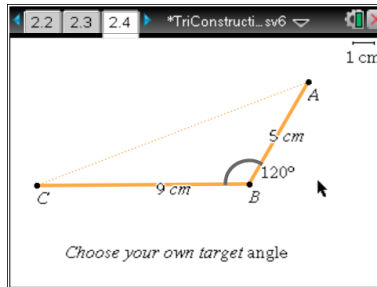 2.2 2.3 2.4 *TriConstructi...sv6
1 cm
A
5 cm
120°
9 cm
C
B
Choose your own target angle